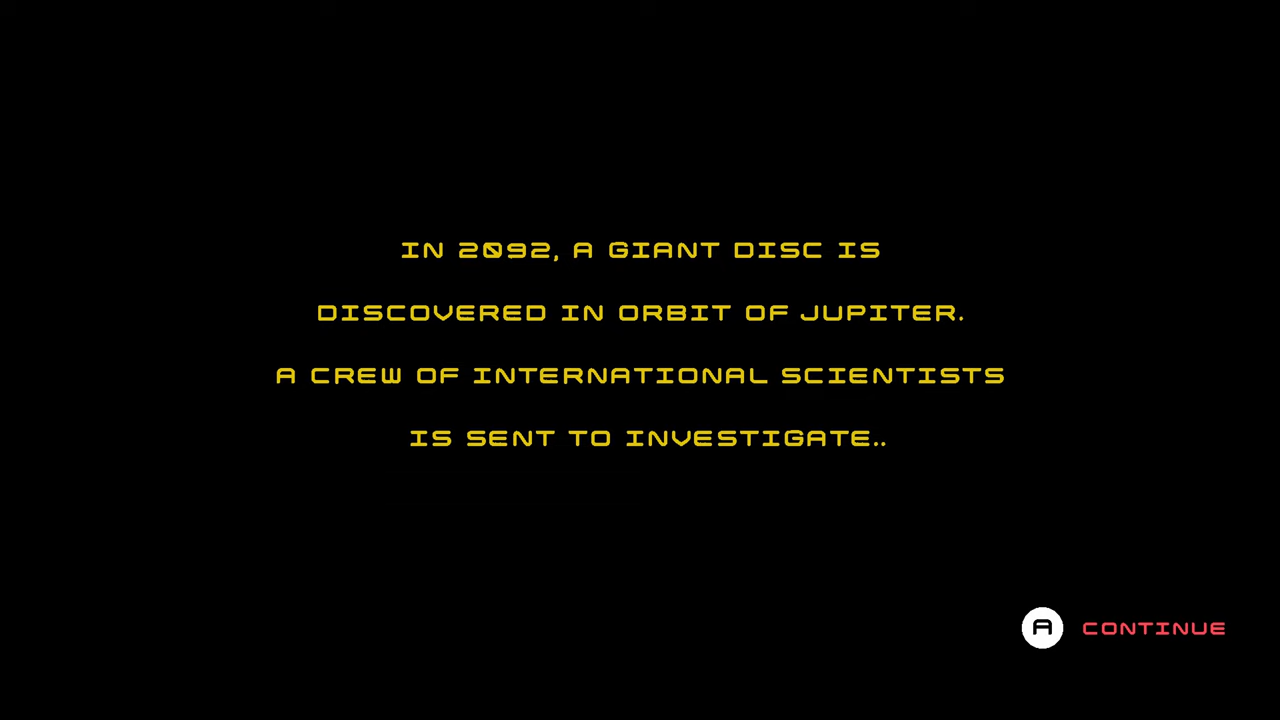 IN 2092, A GIANT DISC IS
DISCOVERED IN ORBIT OF JUPITER.
A CREW OF INTERNATIONAL SCIENTISTS
IS SENT TO INVESTIGATE..
A CONTINUE